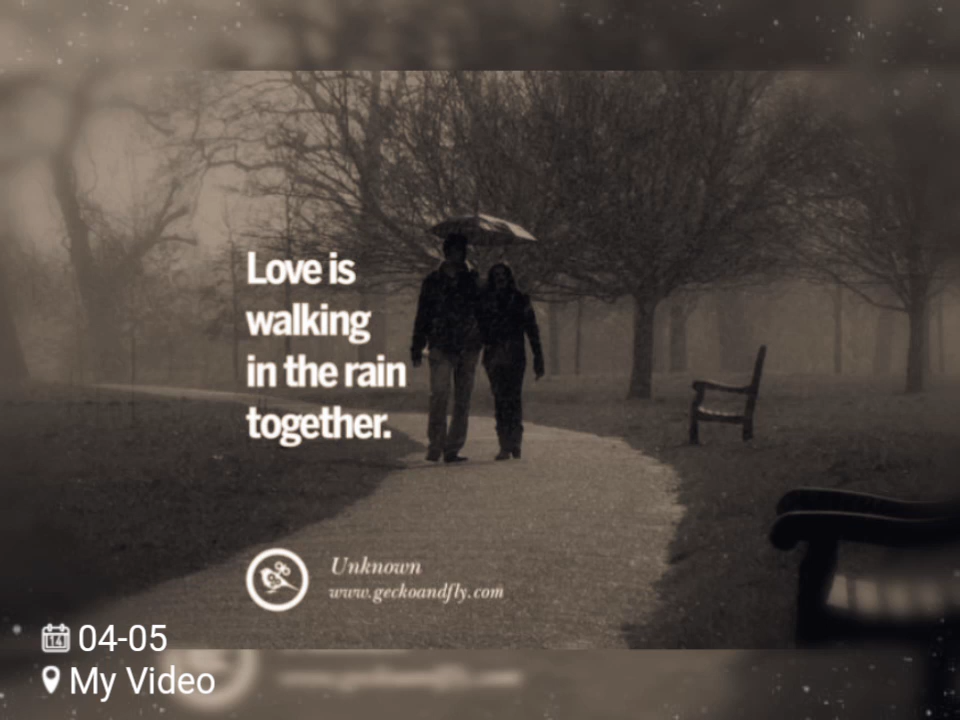 Love is
walking
in the rain
together.
Unknown
www.geckoandfly.com
04-05
My Video